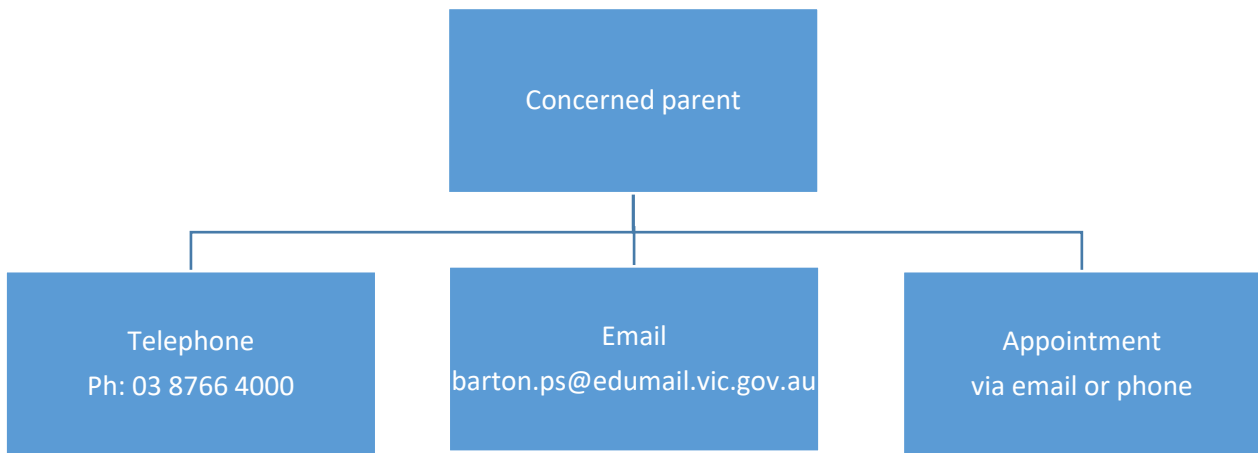 Concerned parent
Telephone
Ph: 03 8766 4000
Email
barton.ps@edumail.vic.gov.au
Appointment
via email or phone